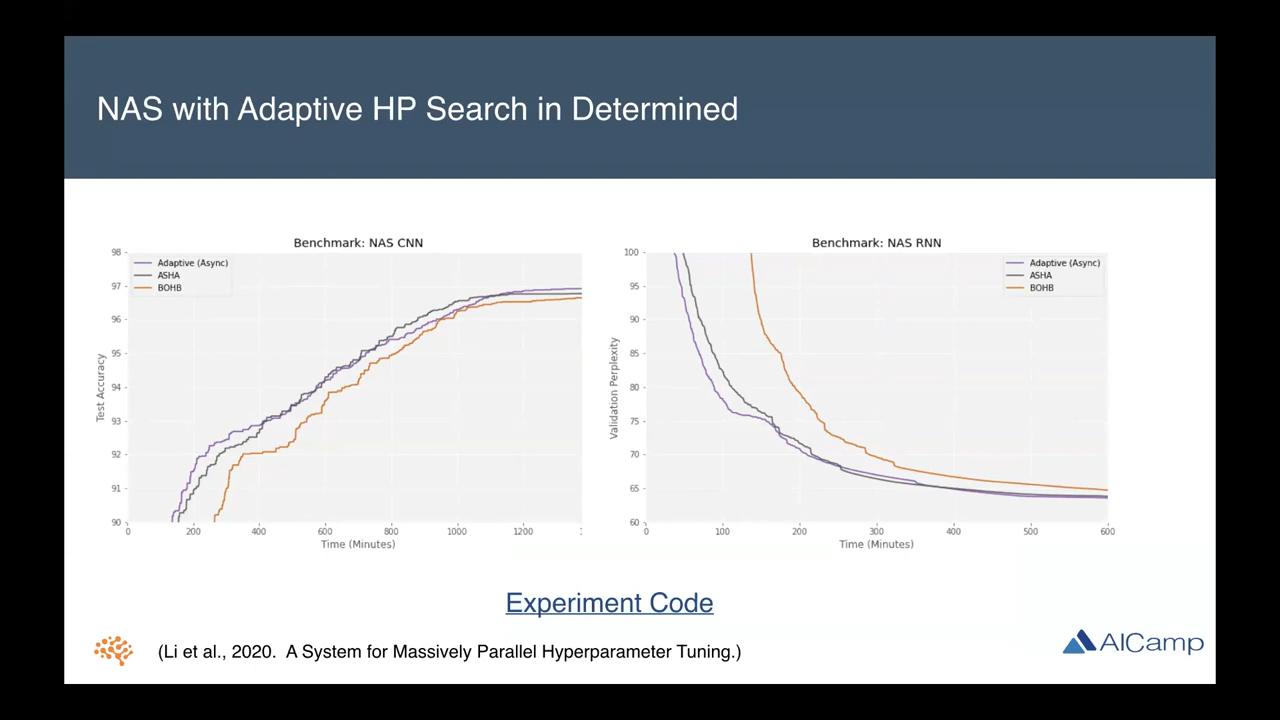 NAS with Adaptive HP Search in Determined
Benchmark: NAS CNN
98
97
96
95
94
93
92
91
90
Test Accuracy
Adaptive (Async)
ASHA
BOHB
0 200 400 600 800 1000 1200
Time (Minutes)
Benchmark: NAS RNN
100
95
90
85
80
75
70
65
60
Validation Perplexity
Adaptive (Async)
ASHA
BOHB
0 100 200 300 400 500 600
Time (Minutes)
Experiment Code
(Li et al., 2020. A System for Massively Parallel Hyperparameter Tuning.)
AICamp